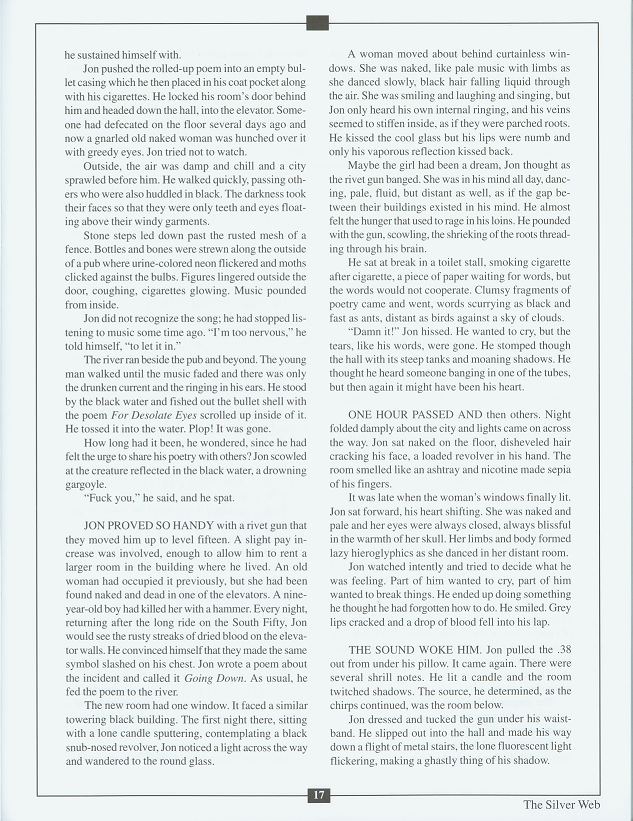 he sustained himself with.
Jon pushed the rolled-up poem into an empty bul-
let casing which he then placed in his coat pocket along
with his cigarettes. He locked his room's door behind
him and headed down the hall, into the elevator. Some-
one had defecated on the floor several days ago and
now a gnarled old naked woman was hunched over it
with greedy eyes. Jon tried not to watch.
Outside, the air was damp and chill and a city
sprawled before him. He walked quickly, passing oth-
ers who were also huddled in black. The darkness took
their faces so that they were only teeth and eyes float-
ing above their windy garments.
Stone steps led down past the rusted mesh of a
fence. Bottles and bones were strewn along the outside
of a pub where urine-colored neon flickered and moths
clicked against the bulbs. Figures lingered outside the
door, coughing, cigarettes glowing. Music pounded
from inside.
Jon did not recognize the song; he had stopped lis-
tening to music some time ago. “I'm too nervous,” he
told himself, “to let it in.”
The river ran beside the pub and beyond. The young
man walked until the music faded and there was only
the drunken current and the ringing in his ears. He stood
by the black water and fished out the bullet shell with
the poem For Desolate Eyes scrolled up inside of it.
He tossed it into the water. Plop! It was gone.
How long had it been, he wondered, since he had
felt the urge to share his poetry with others? Jon scowled
at the creature reflected in the black water, a drowning
gargoyle.
“Fuck you,” he said, and he spat.
JON PROVED SO HANDY with a rivet gun that
they moved him up to level fifteen. A slight pay in-
crease was involved, enough to allow him to rent a
larger room in the building where he lived. An old
woman had occupied it previously, but she had been
found naked and dead in one of the elevators. A nine-
year-old boy had killed her with a hammer. Every night,
returning after the long ride on the South Fifty, Jon
would see the rusty streaks of dried blood on the eleva-
tor walls. He convinced himself that they made the same
symbol slashed on his chest. Jon wrote a poem about
the incident and called it Going Down. As usual, he
fed the poem to the river.
The new room had one window. It faced a similar
towering black building. The first night there, sitting
with a lone candle sputtering, contemplating a black
snub-nosed revolver, Jon noticed a light across the way
and wandered to the round glass.
A woman moved about behind curtainless win-
dows. She was naked, like pale music with limbs as
she danced slowly, black hair falling liquid through
the air. She was smiling and laughing and singing, but
Jon only heard his own internal ringing, and his veins
seemed to stiffen inside, as if they were parched roots.
He kissed the cool glass but his lips were numb and
only his vaporous reflection kissed back.
Maybe the girl had been a dream, Jon thought as
the rivet gun banged. She was in his mind all day, danc-
ing, pale, fluid, but distant as well, as if the gap be-
tween their buildings existed in his mind. He almost
felt the hunger that used to rage in his loins. He pounded
with the gun, scowling, the shrieking of the roots thread-
ing through his brain.
He sat at break in a toilet stall, smoking cigarette
after cigarette, a piece of paper waiting for words, but
the words would not cooperate. Clumsy fragments of
poetry came and went, words scurrying as black and
fast as ants, distant as birds against a sky of clouds.
“Damn it!” Jon hissed. He wanted to cry, but the
tears, like his words, were gone. He stomped though
the hall with its steep tanks and moaning shadows. He
thought he heard someone banging in one of the tubes,
but then again it might have been his heart.
ONE HOUR PASSED AND then others. Night
folded damply about the city and lights came on across
the way. Jon sat naked on the floor, disheveled hair
cracking his face, a loaded revolver in his hand. The
room smelled like an ashtray and nicotine made sepia
of his fingers.
It was late when the woman's windows finally lit.
Jon sat forward, his heart shifting. She was naked and
pale and her eyes were always closed, always blissful
in the warmth of her skull. Her limbs and body formed
lazy hieroglyphics as she danced in her distant room.
Jon watched intently and tried to decide what he
was feeling. Part of him wanted to cry, part of him
wanted to break things. He ended up doing something
he thought he had forgotten how to do. He smiled. Grey
lips cracked and a drop of blood fell into his lap.
THE SOUND WOKE HIM. Jon pulled the .38
out from under his pillow. It came again. There were
several shrill notes. He lit a candle and the room
twitched shadows. The source, he determined, as the
chirps continued, was the room below.
Jon dressed and tucked the gun under his waist-
band. He slipped out into the hall and made his way
down a flight of metal stairs, the lone fluorescent light
flickering, making a ghastly thing of his shadow.
17
The Silver Web